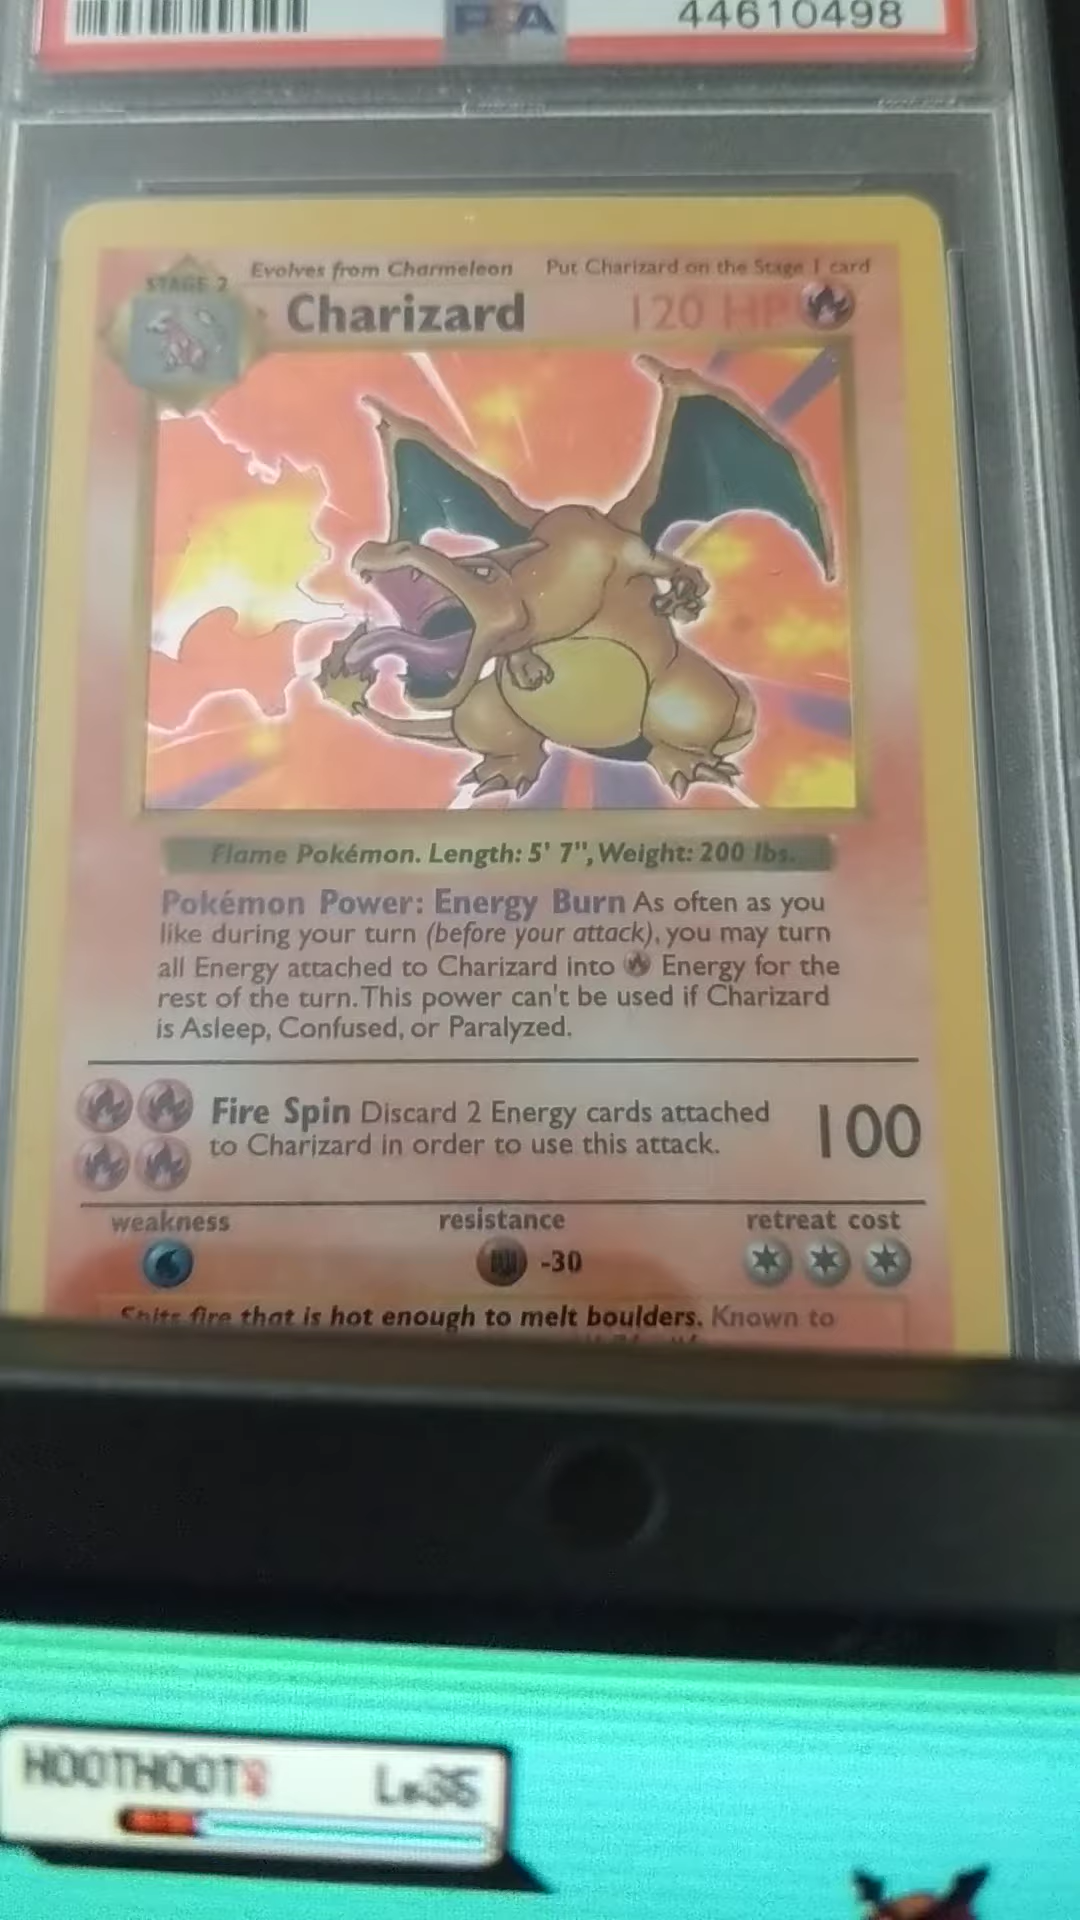 PSA
44610498
STAGE 2
Evolves from Charmeleon
Put Charizard on the Stage 1 card
Charizard
120 HP
Flame Pokémon. Length: 5' 7", Weight: 200 lbs.
Pokémon Power: Energy Burn As often as you
like during your turn (before your attack), you may turn
all Energy attached to Charizard into Energy for the
rest of the turn. This power can't be used if Charizard
is Asleep, Confused, or Paralyzed.
Fire Spin Discard 2 Energy cards attached
to Charizard in order to use this attack.
100
weakness
resistance
retreat cost
-30
Spits fire that is hot enough to melt boulders. Known to
HOOTHOOT♀ Lv35